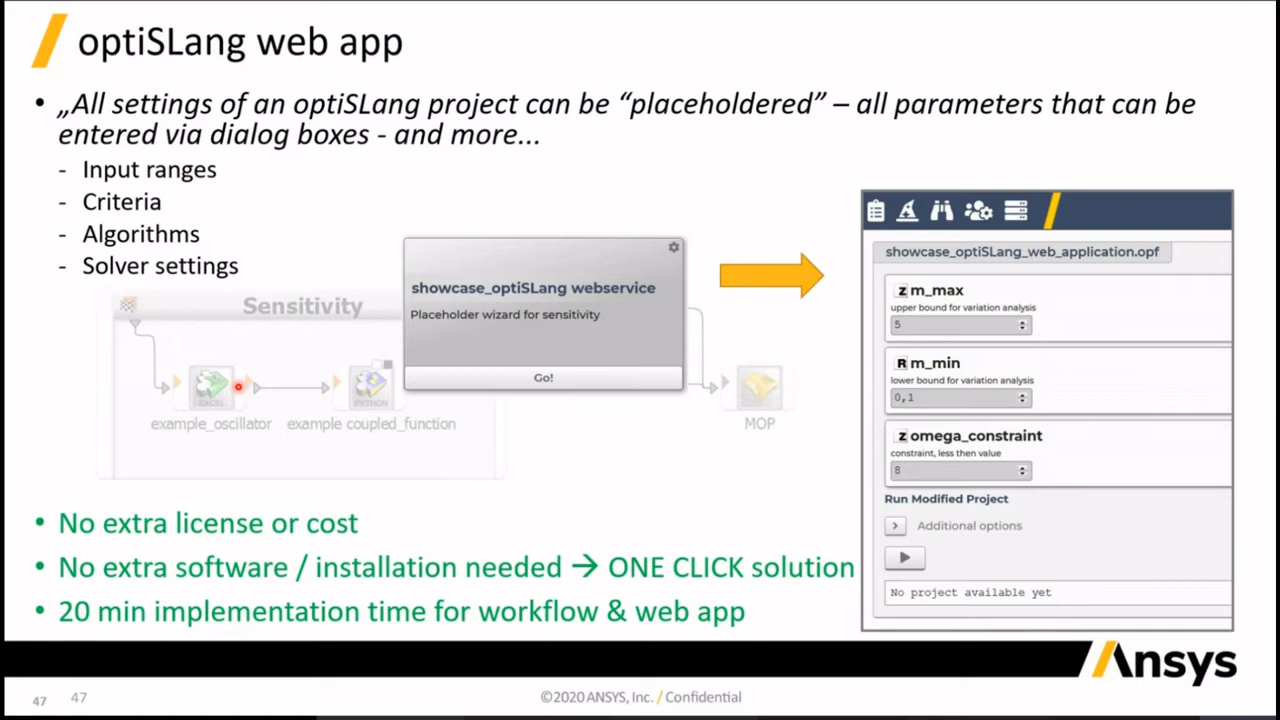 optiSLang web app
• „All settings of an optiSLang project can be “placeholdered” – all parameters that can be
entered via dialog boxes - and more...
- Input ranges
- Criteria
- Algorithms
- Solver settings
Sensitivity
EXCEL
example_oscillator
PYTHON
example coupled_function
showcase_optiSLang webservice
Placeholder wizard for sensitivity
Go!
MOP
showcase_optiSLang_web_application.opf
Z m_max
upper bound for variation analysis
5
R m_min
lower bound for variation analysis
0,1
Z omega_constraint
constraint, less then value
8
Run Modified Project
Additional options
No project available yet
• No extra license or cost
• No extra software / installation needed → ONE CLICK solution
• 20 min implementation time for workflow & web app
Ansys
47
47
©2020 ANSYS, Inc. / Confidential